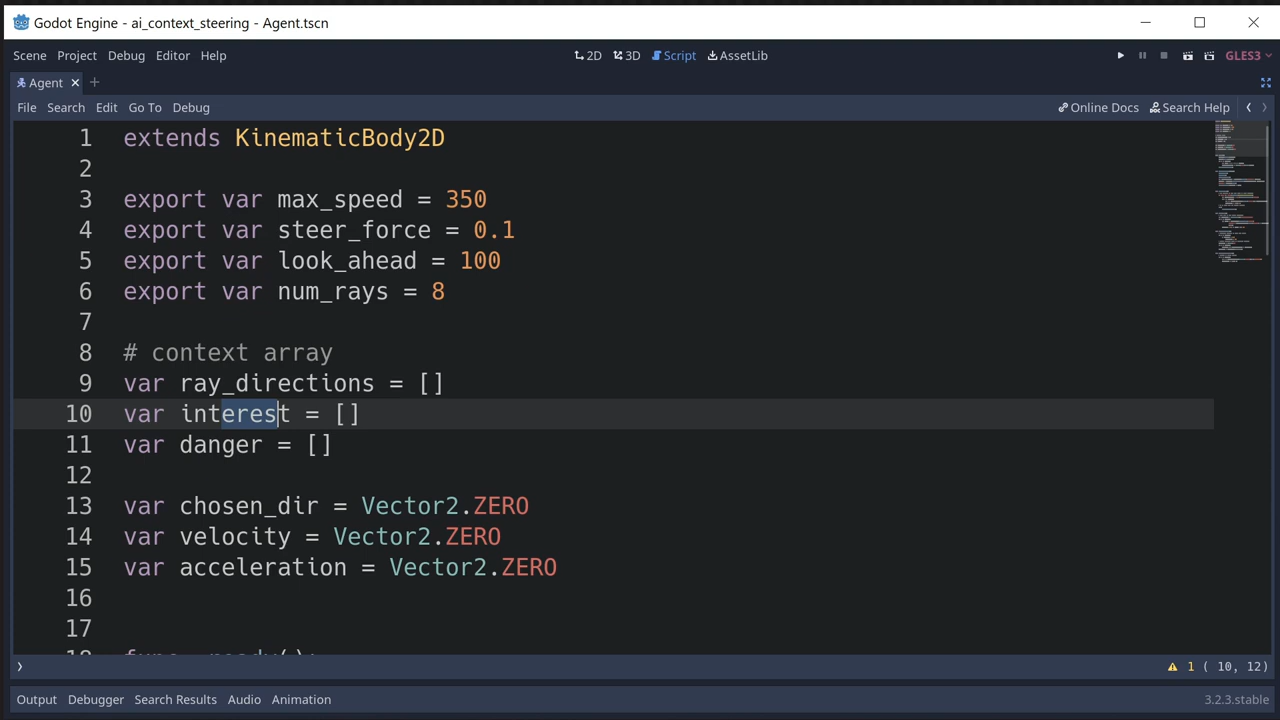 Godot Engine - ai_context_steering - Agent.tscn
Scene Project Debug Editor Help 2D 3D Script AssetLib GLES3
Agent
File Search Edit Go To Debug Online Docs Search Help
1 extends KinematicBody2D
2
3 export var max_speed = 350
4 export var steer_force = 0.1
5 export var look_ahead = 100
6 export var num_rays = 8
7
8 # context array
9 var ray_directions = []
10 var interest = []
11 var danger = []
12
13 var chosen_dir = Vector2.ZERO
14 var velocity = Vector2.ZERO
15 var acceleration = Vector2.ZERO
16
17
18 func _ready():
1 ( 10, 12)
Output Debugger Search Results Audio Animation 3.2.3.stable